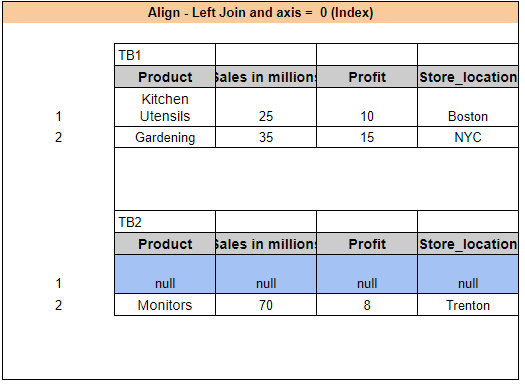 Align - Left Join and axis = 0 (Index)
TB1
Product Sales in millions Profit Store_location
Kitchen
1 Utensils 25 10 Boston
2 Gardening 35 15 NYC
TB2
Product Sales in millions Profit Store_location
1 null null null null
2 Monitors 70 8 Trenton